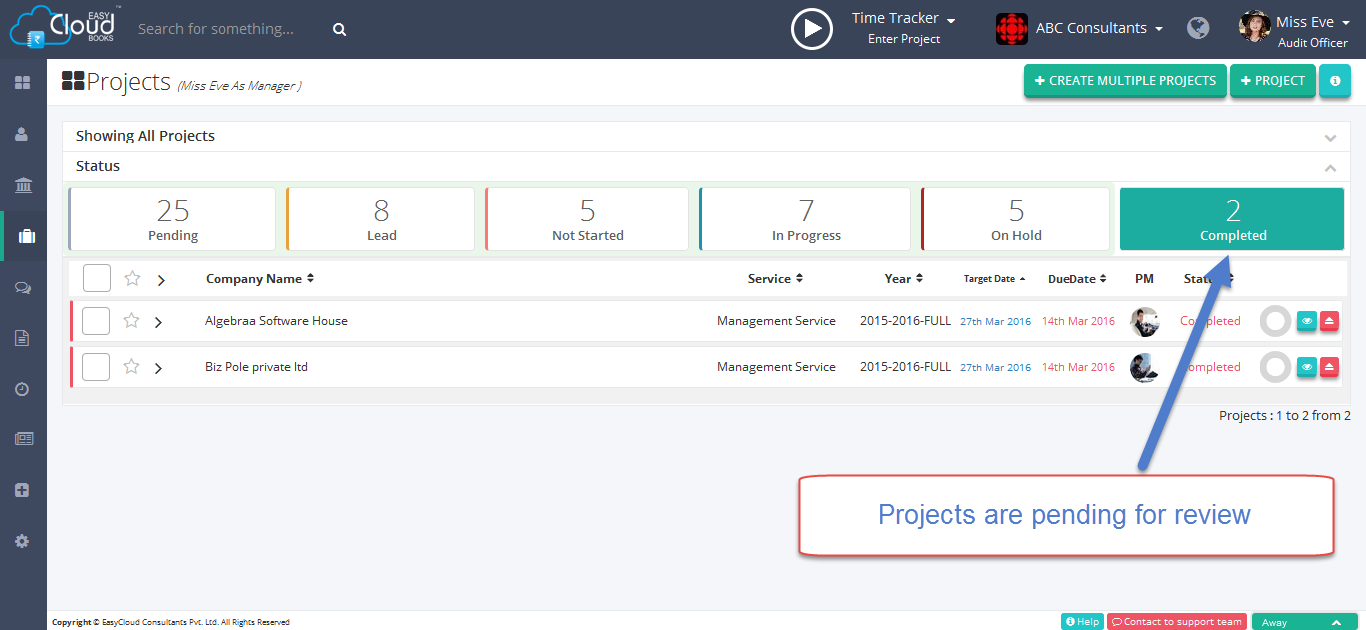 EASY
Cloud
BOOKS
Search for something...
Time Tracker
Enter Project
ABC Consultants
Miss Eve
Audit Officer
Projects (Miss Eve As Manager )
CREATE MULTIPLE PROJECTS
PROJECT
Showing All Projects
Status
25 8 5 7 5 2
Pending Lead Not Started In Progress On Hold Completed
Company Name Service Year Target Date DueDate PM
Algebraa Software House Management Service 2015-2016-FULL 27th Mar 2016 14th Mar 2016
Biz Pole private ltd Management Service 2015-2016-FULL 27th Mar 2016 14th Mar 2016
Projects : 1 to 2 from 2
Projects are pending for review
Copyright © EasyCloud Consultants Pvt. Ltd. All Rights Reserved
Help Contact to support team Away